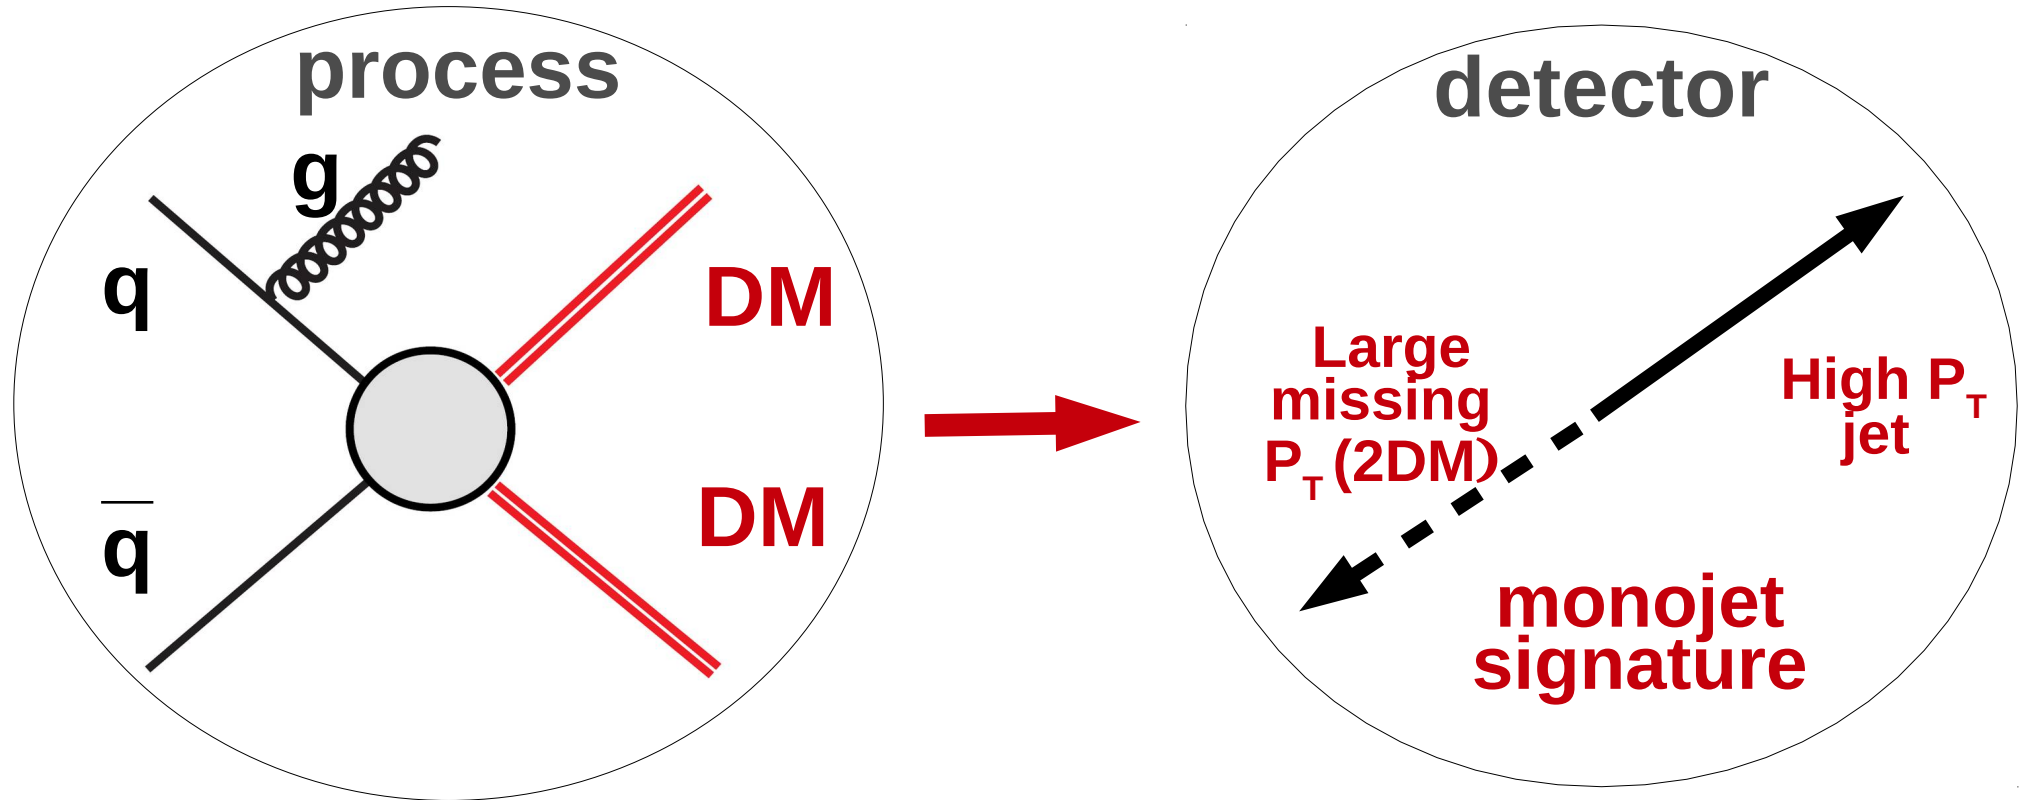 process
g
q
DM
DM
q̅
detector
Large
missing
P_T (2DM)
High P_T
jet
monojet
signature